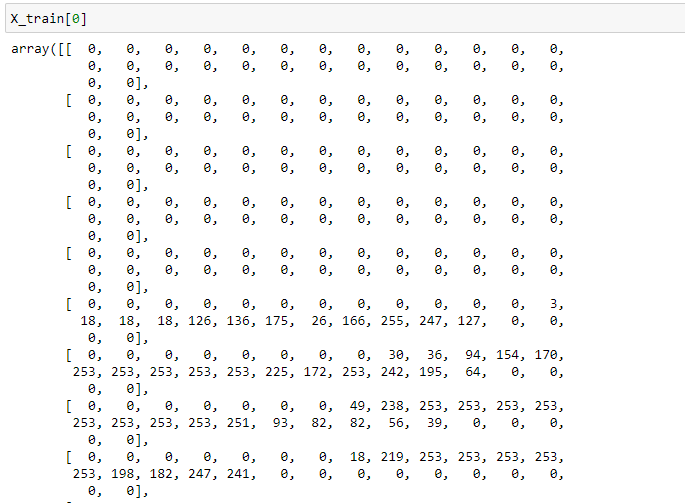 X_train[0]
array([[  0,   0,   0,   0,   0,   0,   0,   0,   0,   0,   0,   0,   0,
          0,   0,   0,   0,   0,   0,   0,   0,   0,   0,   0,   0,   0,
          0,   0],
       [  0,   0,   0,   0,   0,   0,   0,   0,   0,   0,   0,   0,   0,
          0,   0,   0,   0,   0,   0,   0,   0,   0,   0,   0,   0,   0,
          0,   0],
       [  0,   0,   0,   0,   0,   0,   0,   0,   0,   0,   0,   0,   0,
          0,   0,   0,   0,   0,   0,   0,   0,   0,   0,   0,   0,   0,
          0,   0],
       [  0,   0,   0,   0,   0,   0,   0,   0,   0,   0,   0,   0,   0,
          0,   0,   0,   0,   0,   0,   0,   0,   0,   0,   0,   0,   0,
          0,   0],
       [  0,   0,   0,   0,   0,   0,   0,   0,   0,   0,   0,   0,   0,
          0,   0,   0,   0,   0,   0,   0,   0,   0,   0,   0,   0,   0,
          0,   0],
       [  0,   0,   0,   0,   0,   0,   0,   0,   0,   0,   0,   0,   3,
         18,  18,  18, 126, 136, 175,  26, 166, 255, 247, 127,   0,   0,
          0,   0],
       [  0,   0,   0,   0,   0,   0,   0,   0,  30,  36,  94, 154, 170,
        253, 253, 253, 253, 253, 225, 172, 253, 242, 195,  64,   0,   0,
          0,   0],
       [  0,   0,   0,   0,   0,   0,   0,  49, 238, 253, 253, 253, 253,
        253, 253, 253, 253, 251,  93,  82,  82,  56,  39,   0,   0,   0,
          0,   0],
       [  0,   0,   0,   0,   0,   0,   0,  18, 219, 253, 253, 253, 253,
        253, 198, 182, 247, 241,   0,   0,   0,   0,   0,   0,   0,   0,
          0,   0],